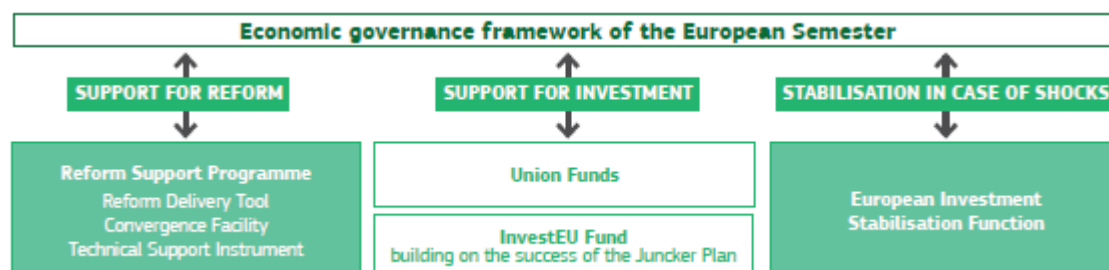 Economic governance framework of the European Semester
SUPPORT FOR REFORM
SUPPORT FOR INVESTMENT
STABILISATION IN CASE OF SHOCKS
Reform Support Programme
Reform Delivery Tool
Convergence Facility
Technical Support Instrument
Union Funds
InvestEU Fund
building on the success of the Juncker Plan
European Investment
Stabilisation Function